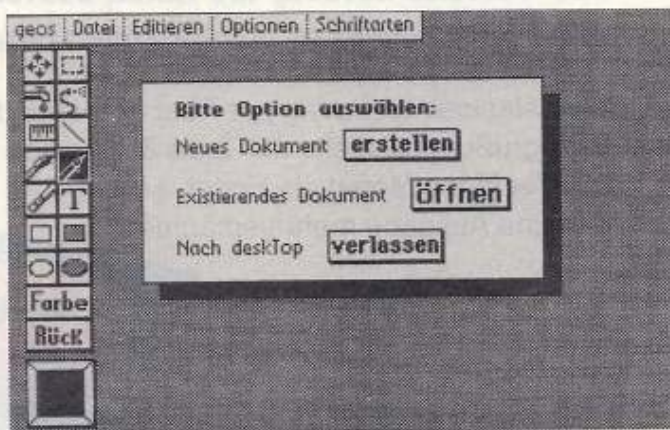 geos Datei Editieren Optionen Schriftarten
Bitte Option auswählen:
Neues Dokument erstellen
Existierendes Dokument öffnen
Nach deskTop verlassen
T
Farbe
Rück